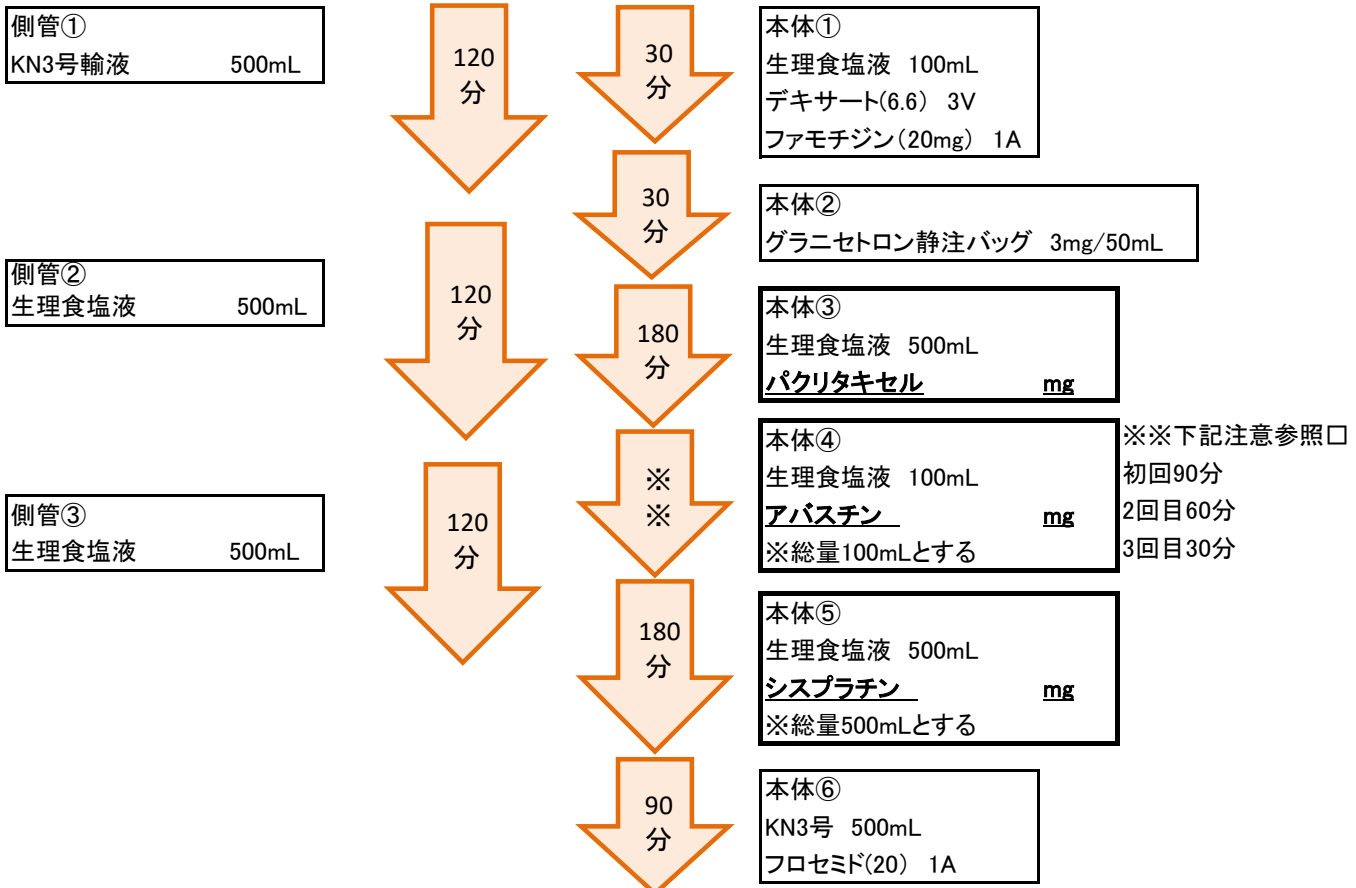 側管①
KN3号輸液 500mL
120
分
30
分
本体①
生理食塩液 100mL
デキサート(6.6) 3V
ファモチジン(20mg) 1A
30
分
本体②
グラニセトロン静注バッグ 3mg/50mL
側管②
生理食塩液 500mL
120
分
180
分
本体③
生理食塩液 500mL
パクリタキセル mg
※
※
本体④
生理食塩液 100mL
アバスチン mg
※総量100mLとする
※※下記注意参照□
初回90分
2回目60分
3回目30分
側管③
生理食塩液 500mL
120
分
180
分
本体⑤
生理食塩液 500mL
シスプラチン mg
※総量500mLとする
90
分
本体⑥
KN3号 500mL
フロセミド(20) 1A